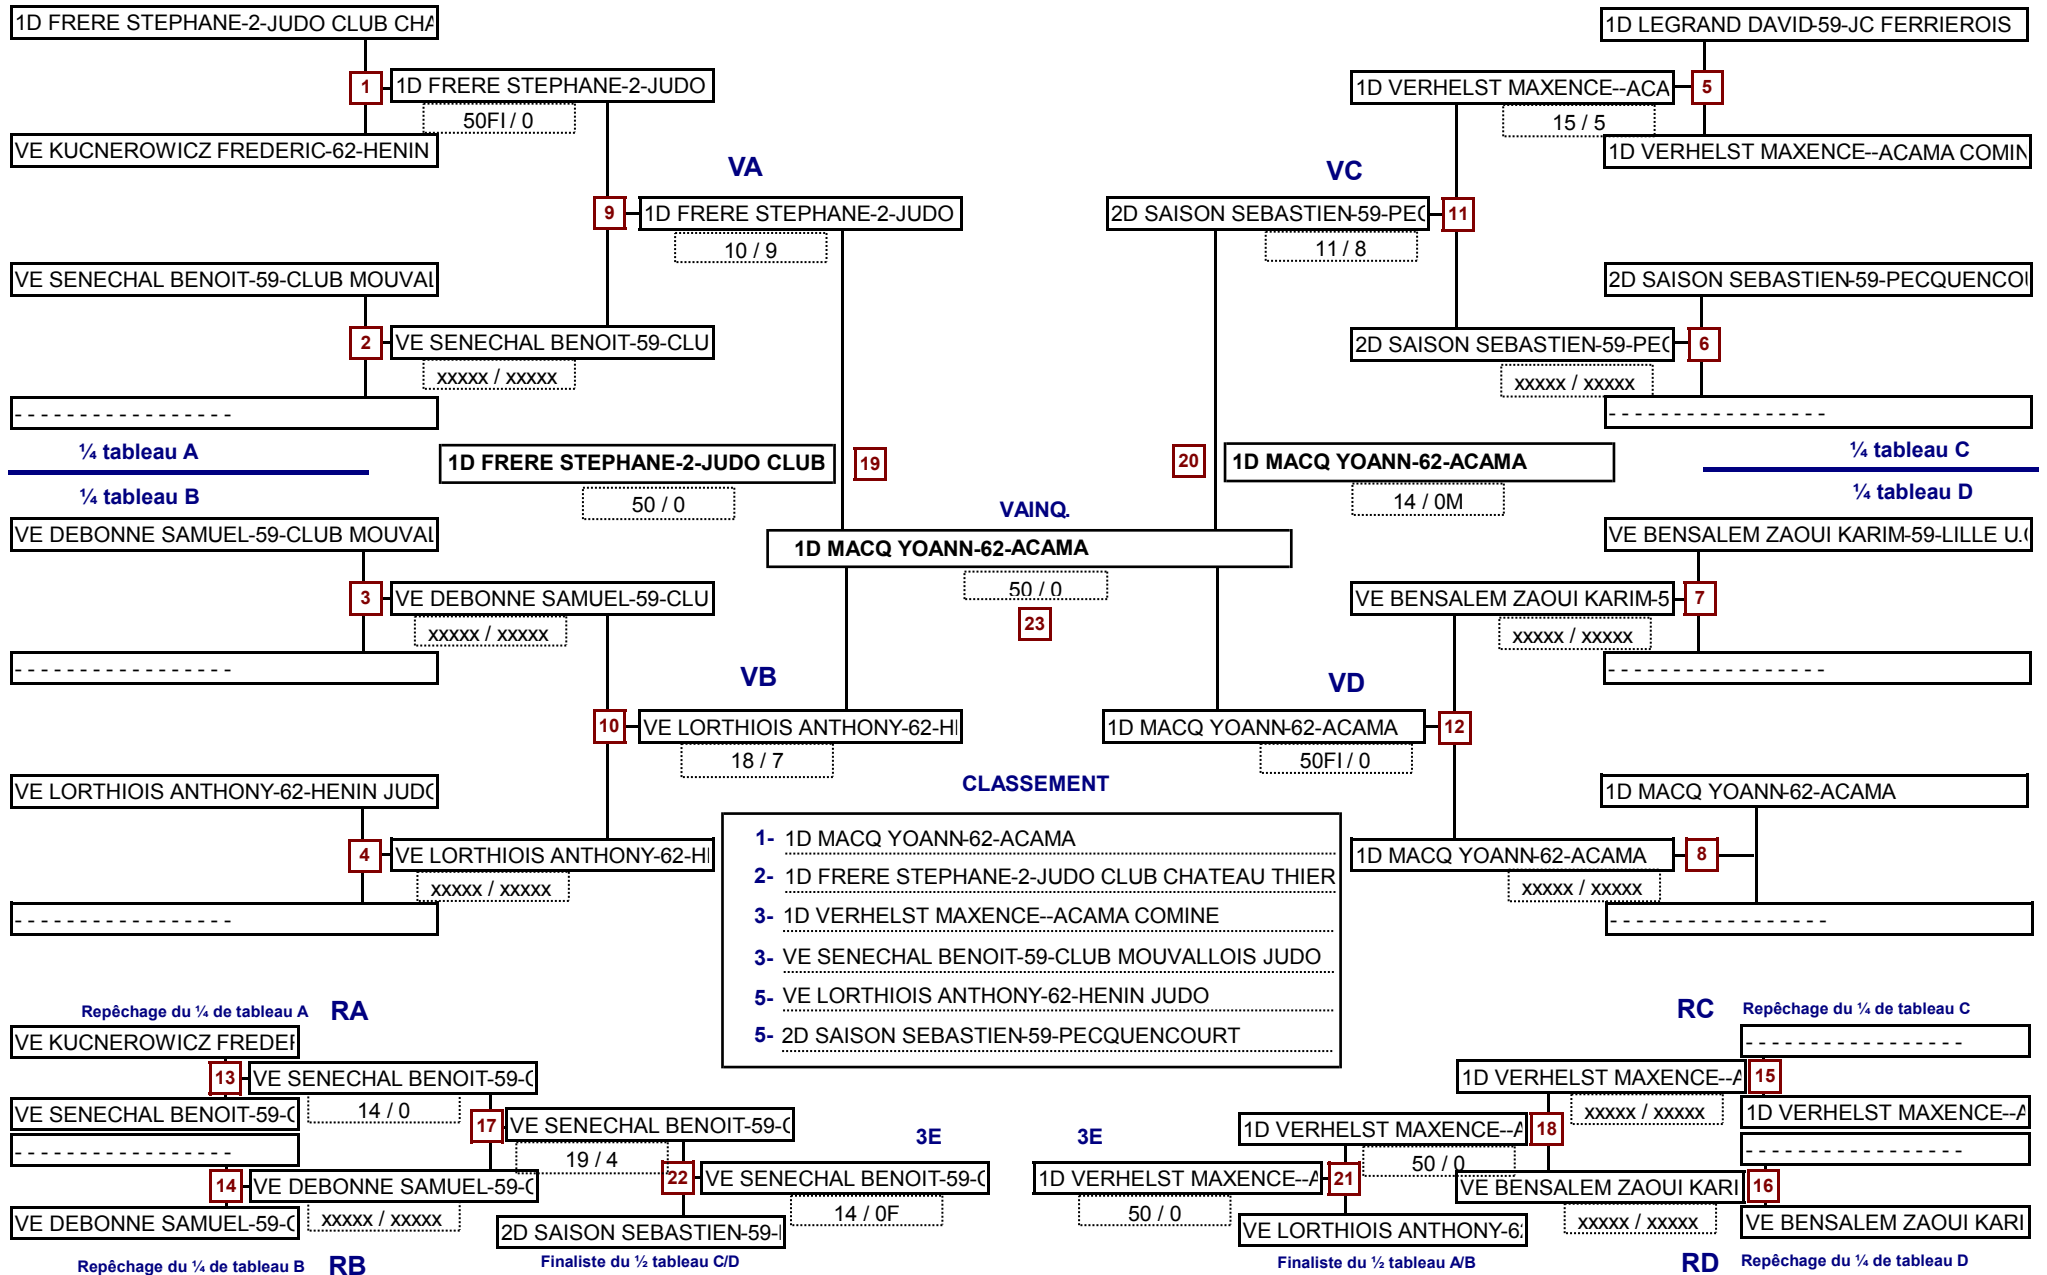 1D FRERE STEPHANE-2-JUDO CLUB CHA
1D LEGRAND DAVID-59-JC FERRIEROIS
1
1D FRERE STEPHANE-2-JUDO
1D VERHELST MAXENCE--ACA
5
50FI / 0
15 / 5
VE KUCNEROWICZ FREDERIC-62-HENIN
1D VERHELST MAXENCE--ACAMA COMIN
VA
VC
9
1D FRERE STEPHANE-2-JUDO
2D SAISON SEBASTIEN-59-PEC
11
10 / 9
11 / 8
VE SENECHAL BENOIT-59-CLUB MOUVAL
2D SAISON SEBASTIEN-59-PECQUENCOU
2
VE SENECHAL BENOIT-59-CLU
2D SAISON SEBASTIEN-59-PEC
6
xxxxx / xxxxx
xxxxx / xxxxx
- - - - - - - - - - - - - - - - -
- - - - - - - - - - - - - - - - -
¼ tableau A
1D FRERE STEPHANE-2-JUDO CLUB
19
20
1D MACQ YOANN-62-ACAMA
¼ tableau C
¼ tableau B
50 / 0
14 / 0M
¼ tableau D
VAINQ.
VE DEBONNE SAMUEL-59-CLUB MOUVAL
VE BENSALEM ZAOUI KARIM-59-LILLE U.C
1D MACQ YOANN-62-ACAMA
50 / 0
3
VE DEBONNE SAMUEL-59-CLU
VE BENSALEM ZAOUI KARIM-5
7
23
xxxxx / xxxxx
xxxxx / xxxxx
- - - - - - - - - - - - - - - - -
- - - - - - - - - - - - - - - - -
VB
VD
10
VE LORTHIOIS ANTHONY-62-HI
1D MACQ YOANN-62-ACAMA
12
18 / 7
50FI / 0
CLASSEMENT
VE LORTHIOIS ANTHONY-62-HENIN JUDO
1D MACQ YOANN-62-ACAMA
4
VE LORTHIOIS ANTHONY-62-HI
1D MACQ YOANN-62-ACAMA
8
xxxxx / xxxxx
xxxxx / xxxxx
- - - - - - - - - - - - - - - - -
- - - - - - - - - - - - - - - - -
1- 1D MACQ YOANN-62-ACAMA
2- 1D FRERE STEPHANE-2-JUDO CLUB CHATEAU THIER
3- 1D VERHELST MAXENCE--ACAMA COMINE
3- VE SENECHAL BENOIT-59-CLUB MOUVALLOIS JUDO
5- VE LORTHIOIS ANTHONY-62-HENIN JUDO
5- 2D SAISON SEBASTIEN-59-PECQUENCOURT
Repêchage du ¼ de tableau A RA
RC Repêchage du ¼ de tableau C
VE KUCNEROWICZ FREDEF
- - - - - - - - - - - - - - - - -
13
VE SENECHAL BENOIT-59-C
1D VERHELST MAXENCE--A
15
VE SENECHAL BENOIT-59-C
14 / 0
xxxxx / xxxxx
1D VERHELST MAXENCE--A
17
VE SENECHAL BENOIT-59-C
3E
3E
1D VERHELST MAXENCE--A
18
- - - - - - - - - - - - - - - - -
- - - - - - - - - - - - - - - - -
19 / 4
50 / 0
14
VE DEBONNE SAMUEL-59-C
22
VE SENECHAL BENOIT-59-C
1D VERHELST MAXENCE--A
21
VE BENSALEM ZAOUI KARI
16
VE DEBONNE SAMUEL-59-C
xxxxx / xxxxx
14 / 0F
50 / 0
xxxxx / xxxxx
VE BENSALEM ZAOUI KARI
2D SAISON SEBASTIEN-59-
VE LORTHIOIS ANTHONY-62
Repêchage du ¼ de tableau B RB
Finaliste du ½ tableau C/D
Finaliste du ½ tableau A/B
RD Repêchage du ¼ de tableau D